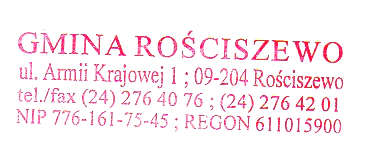 GMINA ROŚCISZEWO
ul. Armii Krajowej 1 ; 09-204 Rościszewo
tel./fax (24) 276 40 76 ; (24) 276 42 01
NIP 776-161-75-45 ; REGON 611015900